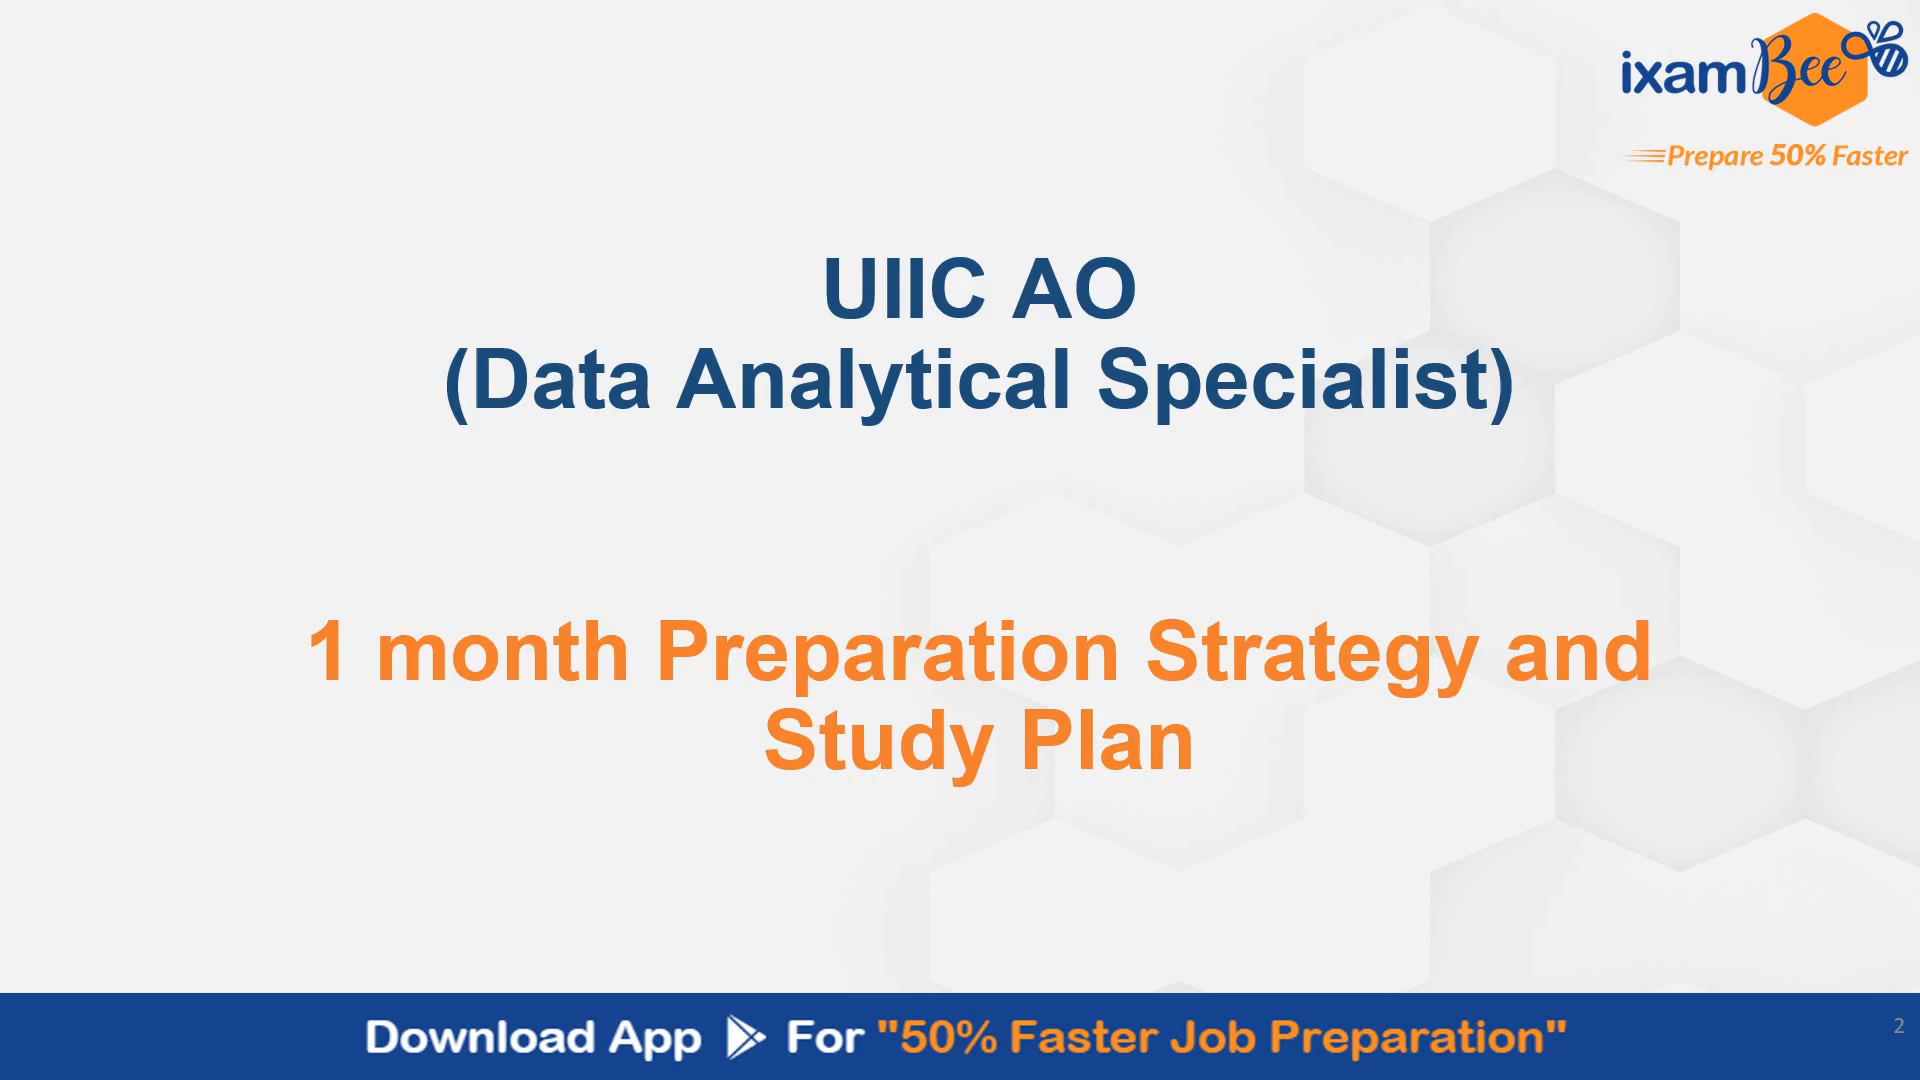 ixamBee
Prepare 50% Faster
UIIC AO
(Data Analytical Specialist)
1 month Preparation Strategy and
Study Plan
Download App For "50% Faster Job Preparation"
2